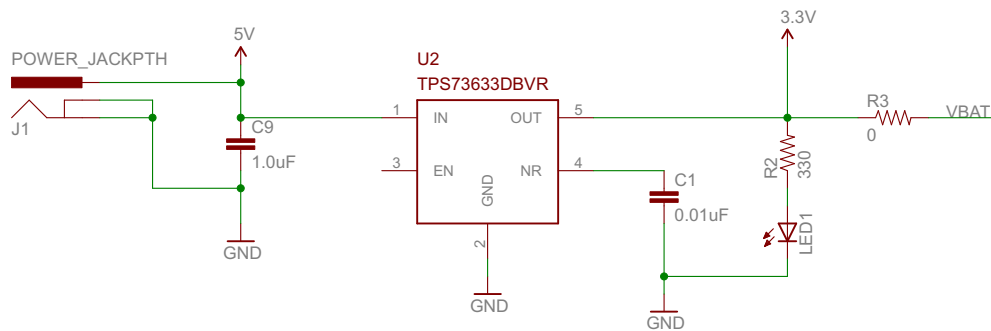 POWER_JACKPTH
J1
5V
C9
1.0uF
GND
U2
TPS73633DBVR
1
IN
OUT
5
3
EN
NR
4
GND
2
GND
C1
0.01uF
GND
3.3V
R3
0
VBAT
R2
330
LED1